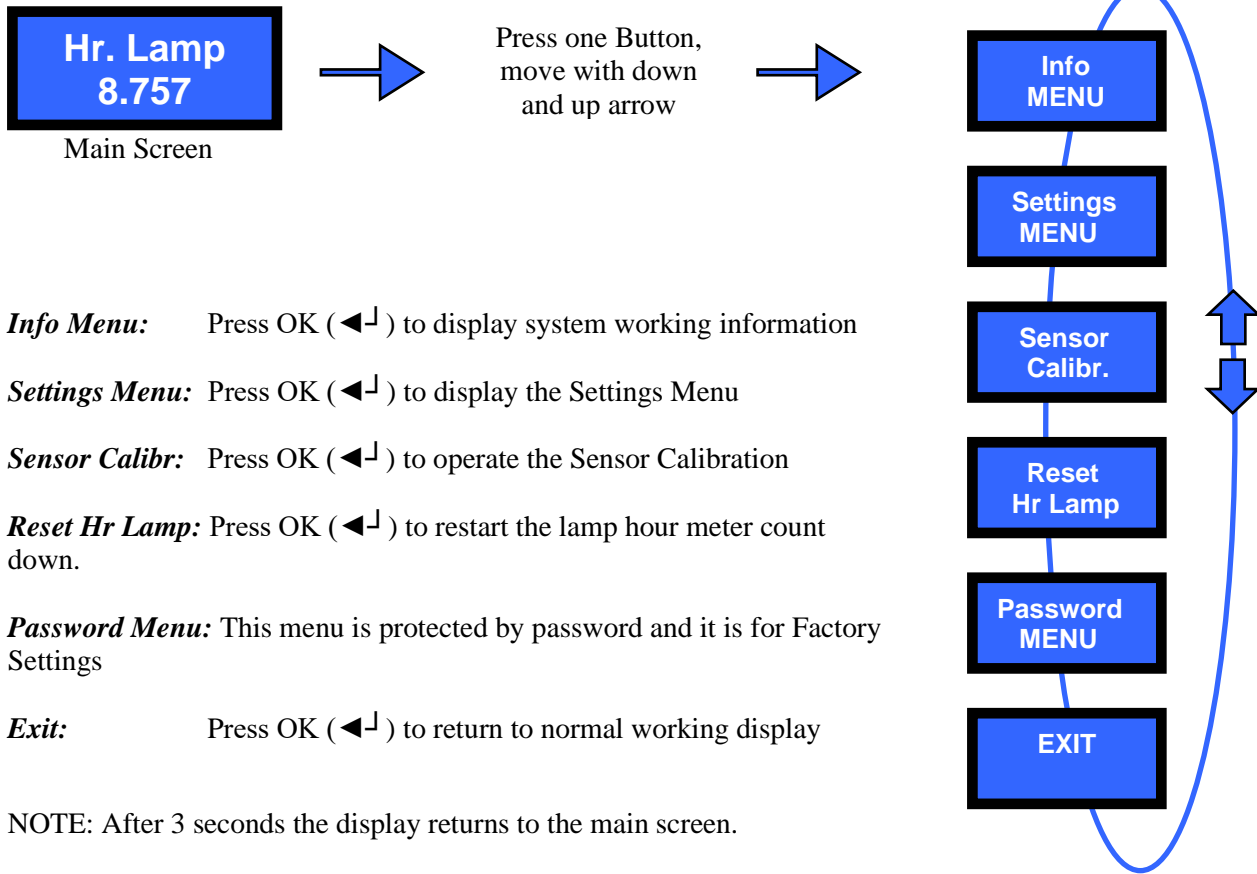 Hr. Lamp
8.757
Main Screen
Press one Button,
move with down
and up arrow
Info
MENU
Settings
MENU
Sensor
Calibr.
Reset
Hr Lamp
Password
MENU
EXIT
Info Menu: Press OK (◄┘) to display system working information
Settings Menu: Press OK (◄┘) to display the Settings Menu
Sensor Calibr: Press OK (◄┘) to operate the Sensor Calibration
Reset Hr Lamp: Press OK (◄┘) to restart the lamp hour meter count
down.
Password Menu: This menu is protected by password and it is for Factory
Settings
Exit: Press OK (◄┘) to return to normal working display
NOTE: After 3 seconds the display returns to the main screen.